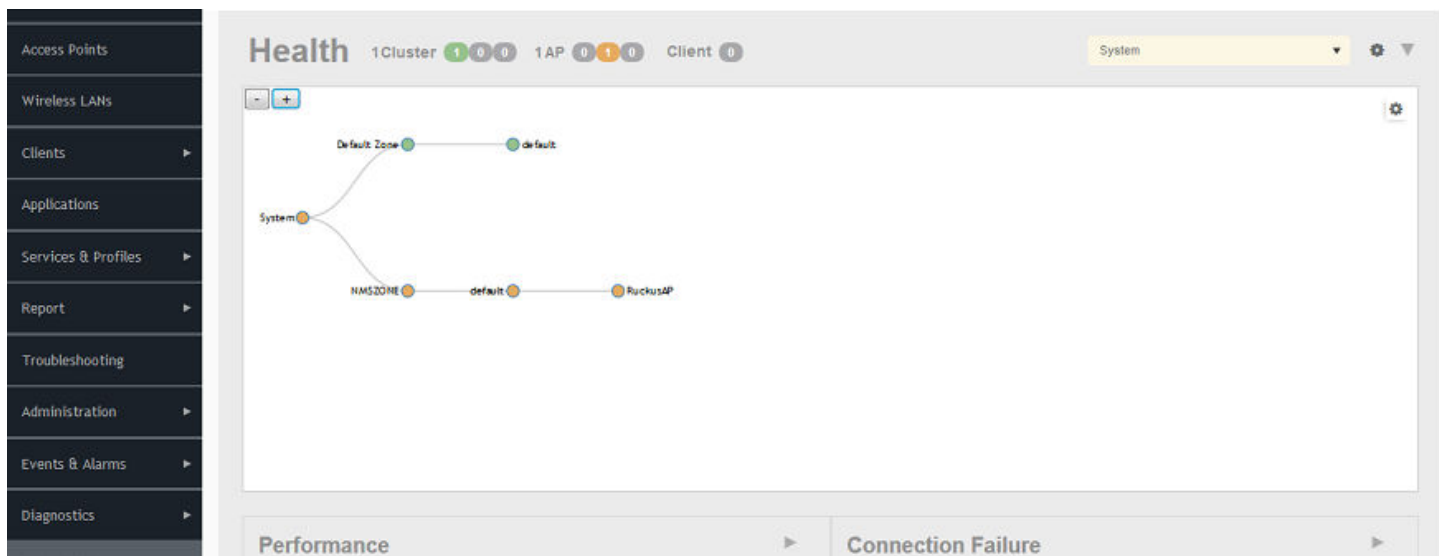 Access Points
Wireless LANs
Clients
Applications
Services & Profiles
Report
Troubleshooting
Administration
Events & Alarms
Diagnostics
Health 1Cluster 1 0 0 1AP 0 1 0 Client 0
System
- +
Default Zone default
System
NMSZONE default RuckusAP
Performance
Connection Failure